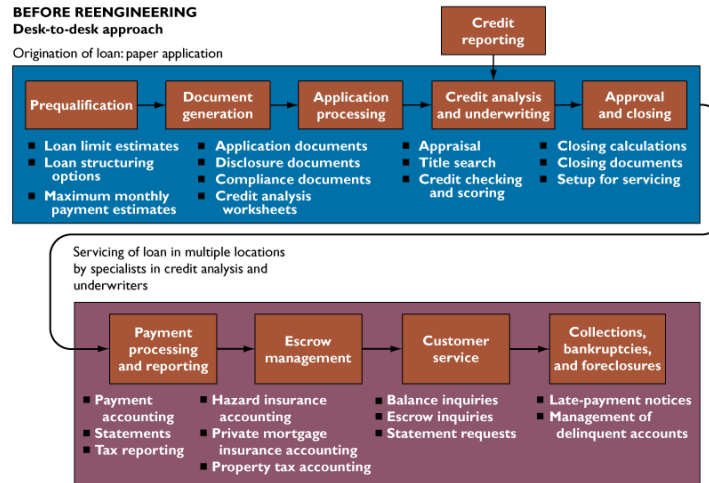 BEFORE REENGINEERING
Desk-to-desk approach
Origination of loan: paper application
Credit
reporting
Prequalification
Document
generation
Application
processing
Credit analysis
and underwriting
Approval
and closing
■ Loan limit estimates
■ Loan structuring
options
■ Maximum monthly
payment estimates
■ Application documents
■ Disclosure documents
■ Compliance documents
■ Credit analysis
worksheets
■ Appraisal
■ Title search
■ Credit checking
and scoring
■ Closing calculations
■ Closing documents
■ Setup for servicing
Servicing of loan in multiple locations
by specialists in credit analysis and
underwriters
Payment
processing
and reporting
Escrow
management
Customer
service
Collections,
bankruptcies,
and foreclosures
■ Payment
accounting
■ Statements
■ Tax reporting
■ Hazard insurance
accounting
■ Private mortgage
insurance accounting
■ Property tax accounting
■ Balance inquiries
■ Escrow inquiries
■ Statement requests
■ Late-payment notices
■ Management of
delinquent accounts